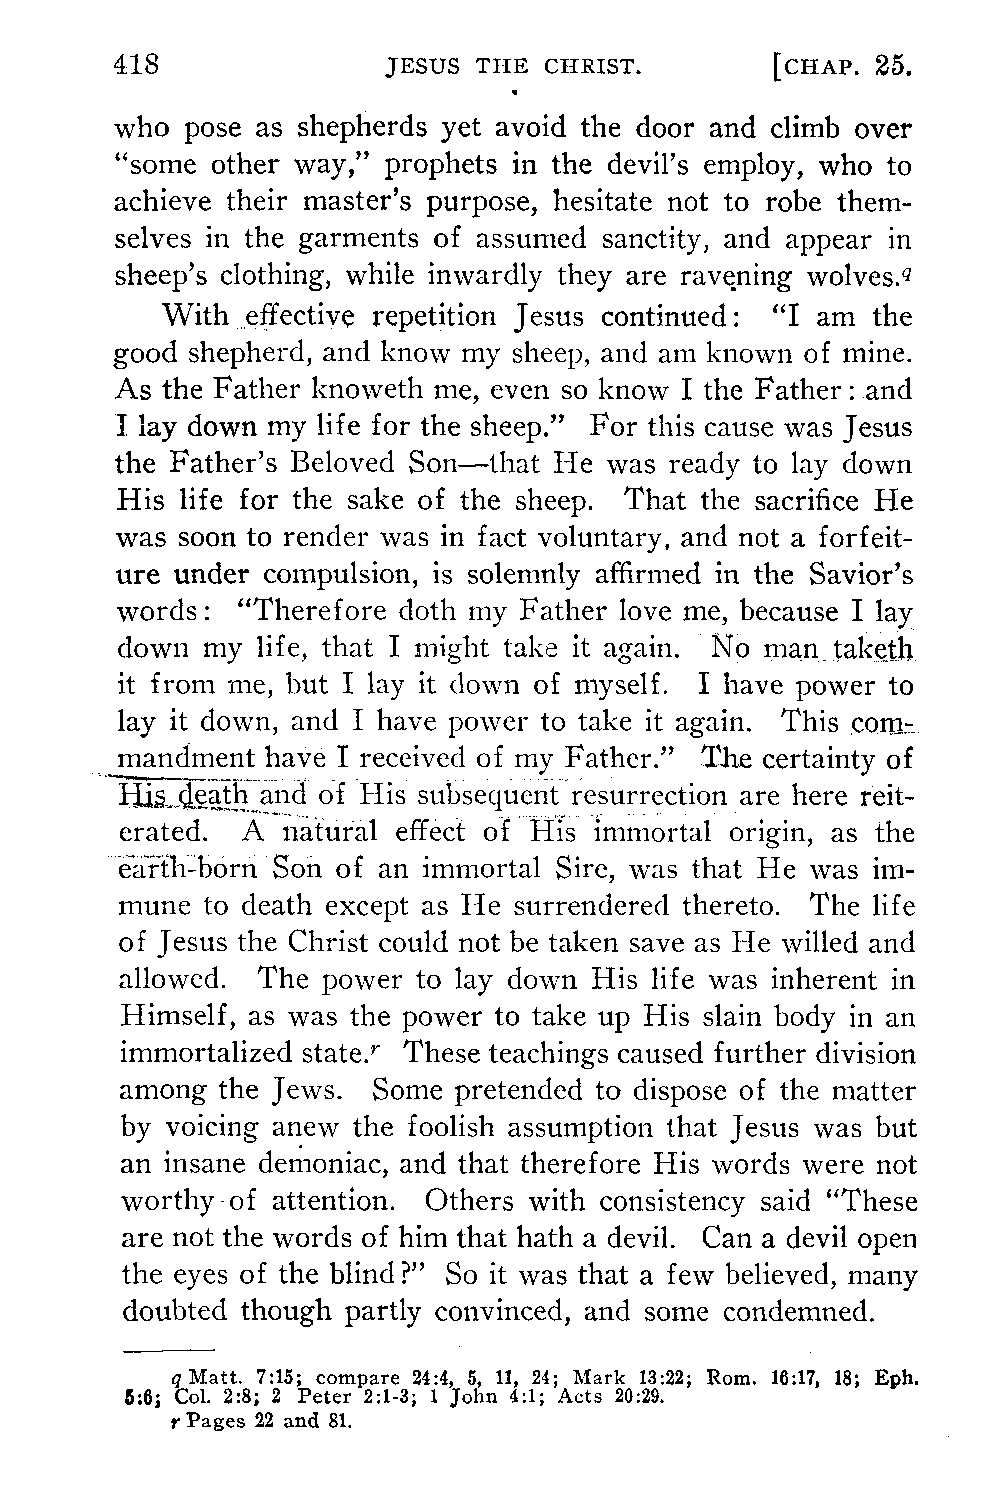 418 JESUS THE CHRIST. [CHAP. 25.
who pose as shepherds yet avoid the door and climb over
“some other way,” prophets in the devil’s employ, who to
achieve their master’s purpose, hesitate not to robe them-
selves in the garments of assumed sanctity, and appear in
sheep’s clothing, while inwardly they are ravening wolves.q
With effective repetition Jesus continued: “I am the
good shepherd, and know my sheep, and am known of mine.
As the Father knoweth me, even so know I the Father: and
I lay down my life for the sheep.” For this cause was Jesus
the Father’s Beloved Son—that He was ready to lay down
His life for the sake of the sheep. That the sacrifice He
was soon to render was in fact voluntary, and not a forfeit-
ure under compulsion, is solemnly affirmed in the Savior’s
words: “Therefore doth my Father love me, because I lay
down my life, that I might take it again. No man taketh
it from me, but I lay it down of myself. I have power to
lay it down, and I have power to take it again. This com-
mandment have I received of my Father.” The certainty of
His death and of His subsequent resurrection are here reit-
erated. A natural effect of His immortal origin, as the
earth-born Son of an immortal Sire, was that He was im-
mune to death except as He surrendered thereto. The life
of Jesus the Christ could not be taken save as He willed and
allowed. The power to lay down His life was inherent in
Himself, as was the power to take up His slain body in an
immortalized state.r These teachings caused further division
among the Jews. Some pretended to dispose of the matter
by voicing anew the foolish assumption that Jesus was but
an insane demoniac, and that therefore His words were not
worthy of attention. Others with consistency said “These
are not the words of him that hath a devil. Can a devil open
the eyes of the blind?” So it was that a few believed, many
doubted though partly convinced, and some condemned.
q Matt. 7:15; compare 24:4, 5, 11, 24; Mark 13:22; Rom. 16:17, 18; Eph.
5:6; Col. 2:8; 2 Peter 2:1-3; 1 John 4:1; Acts 20:29.
r Pages 22 and 81.